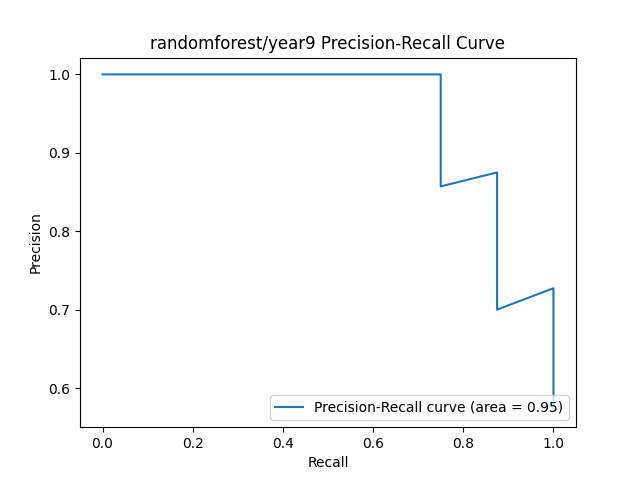 randomforest/year9 Precision-Recall Curve
1.0
0.9
0.8
0.7
0.6
Precision
Precision-Recall curve (area = 0.95)
0.0 0.2 0.4 0.6 0.8 1.0
Recall